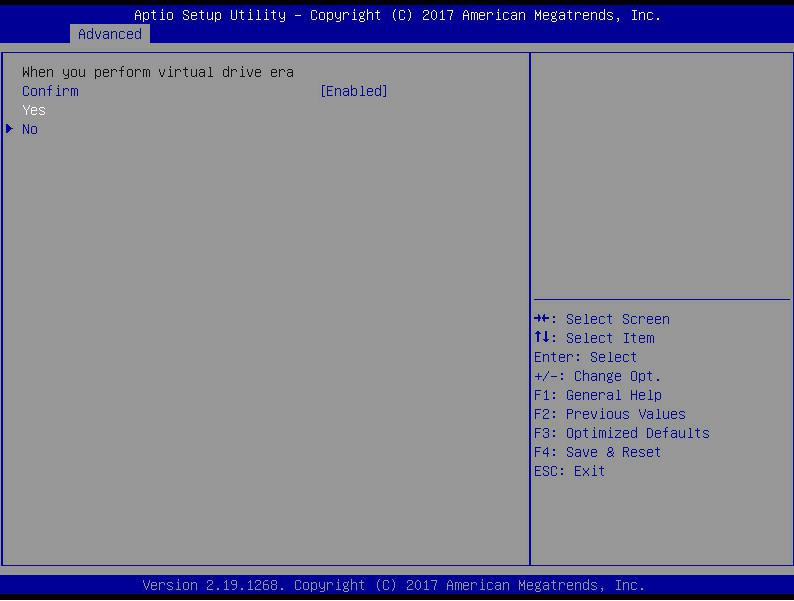 Aptio Setup Utility – Copyright (C) 2017 American Megatrends, Inc.
Advanced
When you perform virtual drive era
Confirm [Enabled]
Yes
No
→←: Select Screen
↑↓: Select Item
Enter: Select
+/-: Change Opt.
F1: General Help
F2: Previous Values
F3: Optimized Defaults
F4: Save & Reset
ESC: Exit
Version 2.19.1268. Copyright (C) 2017 American Megatrends, Inc.